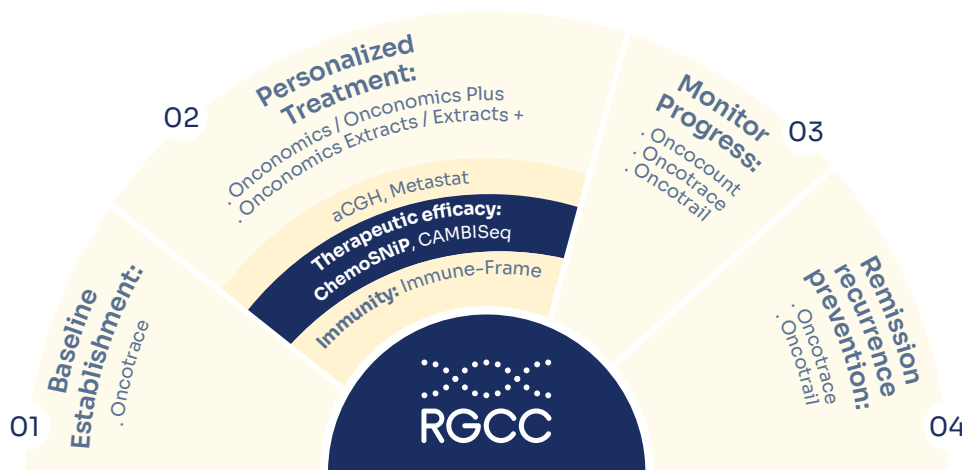 01
Baseline
Establishment:
· Oncotrace
02
Personalized
Treatment:
· Onconomics / Onconomics Plus
· Onconomics Extracts / Extracts +
aCGH, Metastat
Therapeutic efficacy:
ChemoSNiP, CAMBISeq
Immunity: Immune-Frame
03
Monitor
Progress:
· Oncocount
· Oncotrace
· Oncotrail
04
Remission
recurrence
prevention:
· Oncotrace
· Oncotrail
RGCC